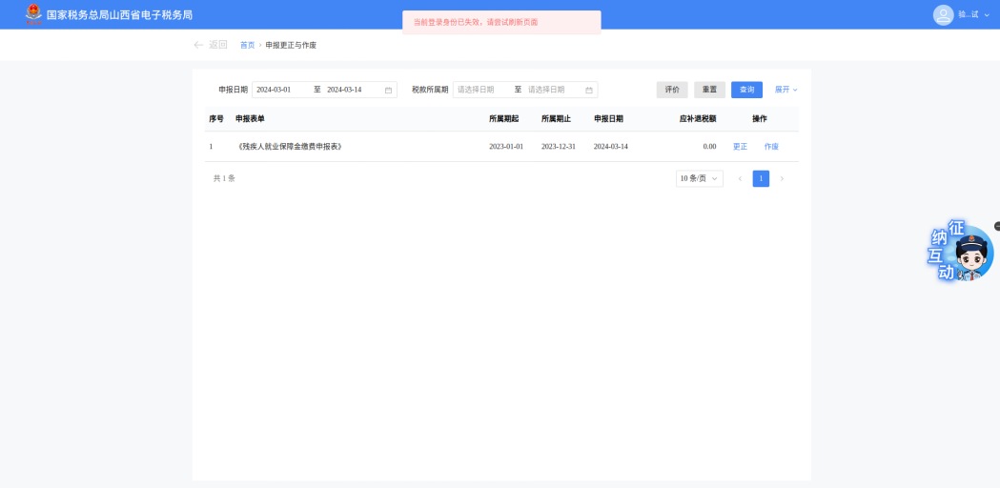 国家税务总局山西省电子税务局
当前登录身份已失效，请尝试刷新页面
验...试
返回 首页 › 申报更正与作废
申报日期 2024-03-01 至 2024-03-14 税款所属期 请选择日期 至 请选择日期 评价 重置 查询 展开
序号 申报表单 所属期起 所属期止 申报日期 应补退税额 操作
1 《残疾人就业保障金缴费申报表》 2023-01-01 2023-12-31 2024-03-14 0.00 更正 作废
共 1 条 10 条/页 1
征纳互动